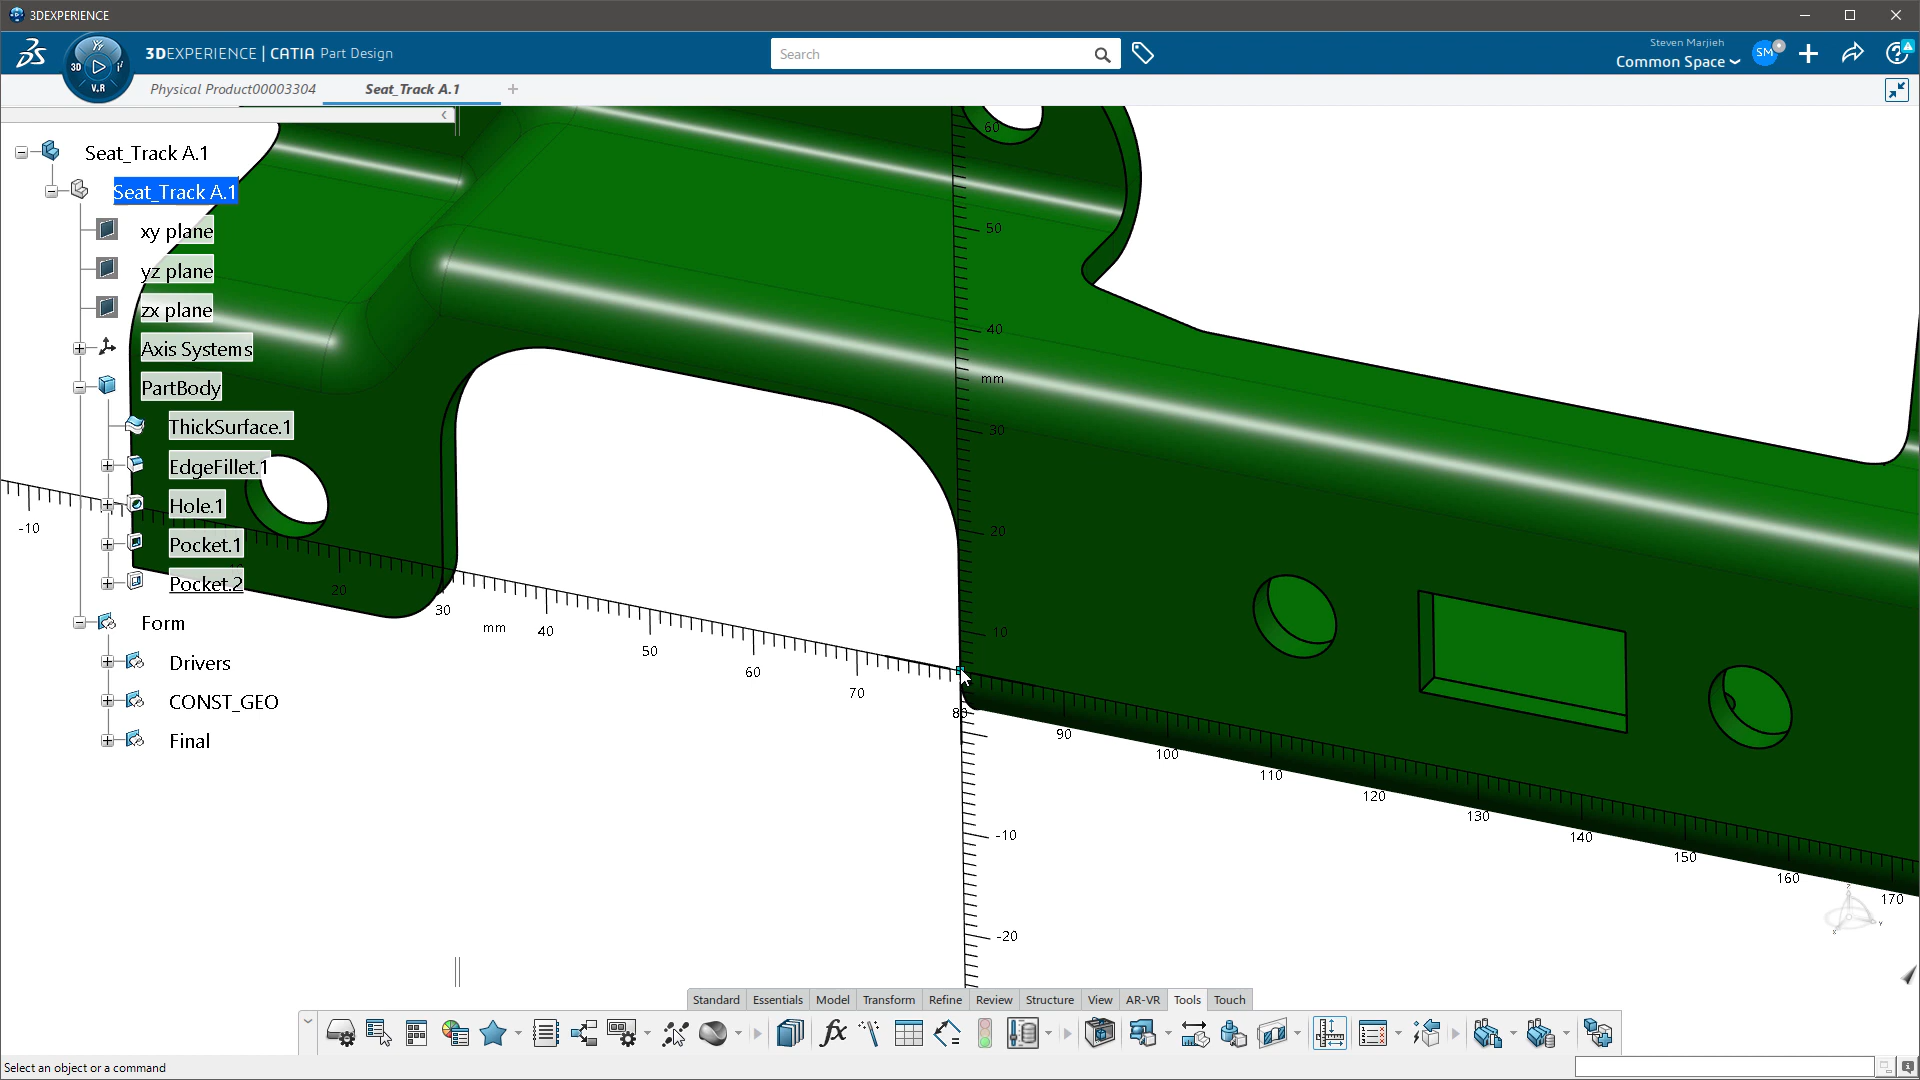 3DEXPERIENCE
3DEXPERIENCE | CATIA Part Design
Search
Steven Marjieh
Common Space
SM
3D
V.R
Physical Product00003304
Seat_Track A.1
Seat_Track A.1
Seat_Track A.1
xy plane
yz plane
zx plane
Axis Systems
PartBody
ThickSurface.1
EdgeFillet.1
Hole.1
Pocket.1
Pocket.2
Form
Drivers
CONST_GEO
Final
60
50
40
mm
30
20
10
-10
-20
-10
20
30
mm
40
50
60
70
80
90
100
110
120
130
140
150
160
170
Standard Essentials Model Transform Refine Review Structure View AR-VR Tools Touch
fx
Select an object or a command